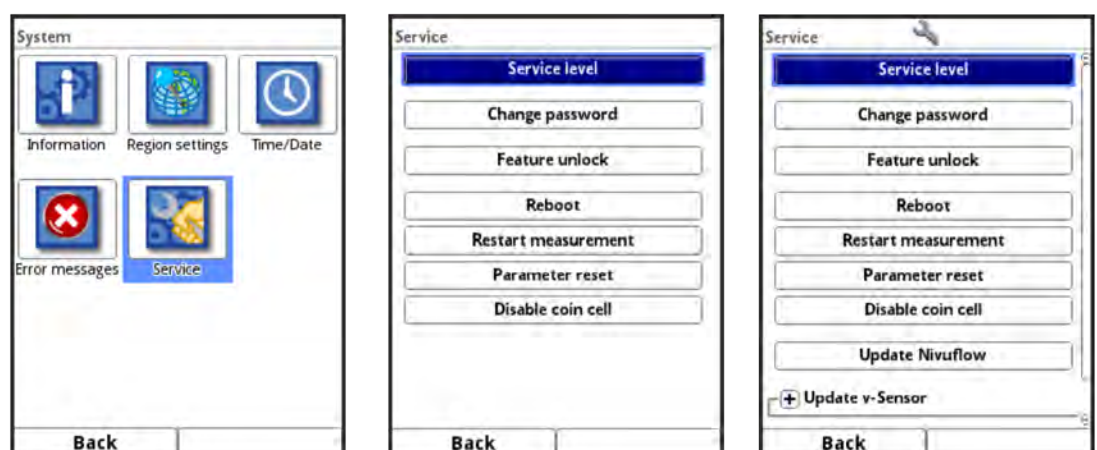 System
Information
Region settings
Time/Date
Error messages
Service
Back
Service
Service level
Change password
Feature unlock
Reboot
Restart measurement
Parameter reset
Disable coin cell
Back
Service
Service level
Change password
Feature unlock
Reboot
Restart measurement
Parameter reset
Disable coin cell
Update Nivuflow
Update v-Sensor
Back